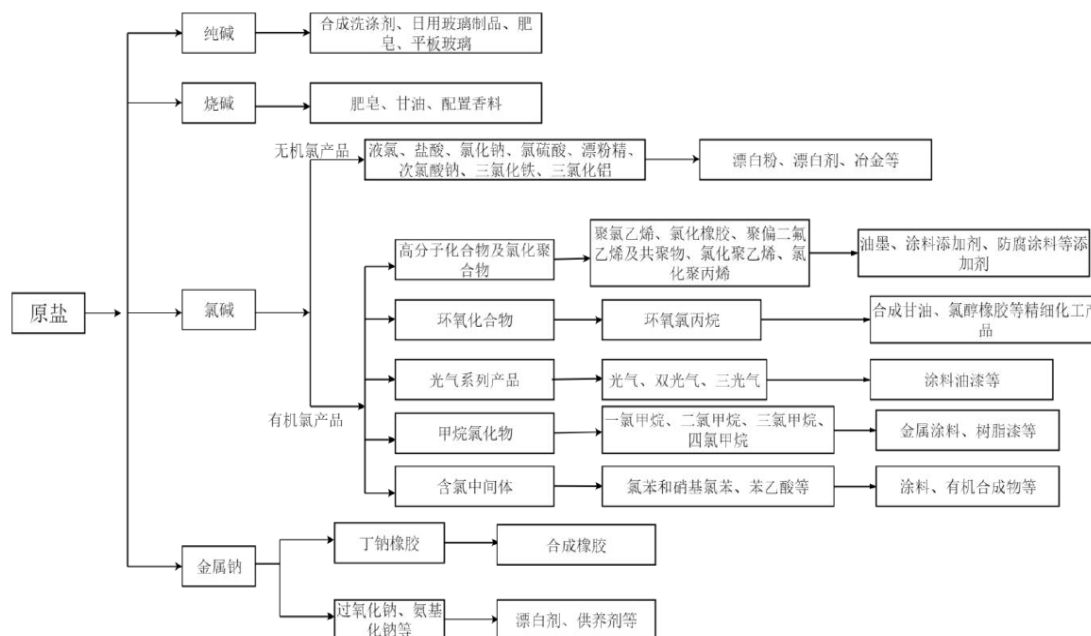 纯碱
合成洗涤剂、日用玻璃制品、肥
皂、平板玻璃
烧碱
肥皂、甘油、配置香料
无机氯产品
液氯、盐酸、氯化钠、氯硫酸、漂粉精、
次氯酸钠、三氯化铁、三氯化铝
漂白粉、漂白剂、冶金等
高分子化合物及氯化聚
合物
聚氯乙烯、氯化橡胶、聚偏二氟
乙烯及共聚物、氯化聚乙烯、氯
化聚丙烯
油墨、涂料添加剂、防腐涂料等添
加剂
原盐
氯碱
环氧化合物
环氧氯丙烷
合成甘油、氯醇橡胶等精细化工产
品
光气系列产品
光气、双光气、三光气
涂料油漆等
有机氯产品
甲烷氯化物
一氯甲烷、二氯甲烷、三氯甲烷、
四氯甲烷
金属涂料、树脂漆等
含氯中间体
氯苯和硝基氯苯、苯乙酸等
涂料、有机合成物等
金属钠
丁钠橡胶
合成橡胶
过氧化钠、氨基
化钠等
漂白剂、供养剂等